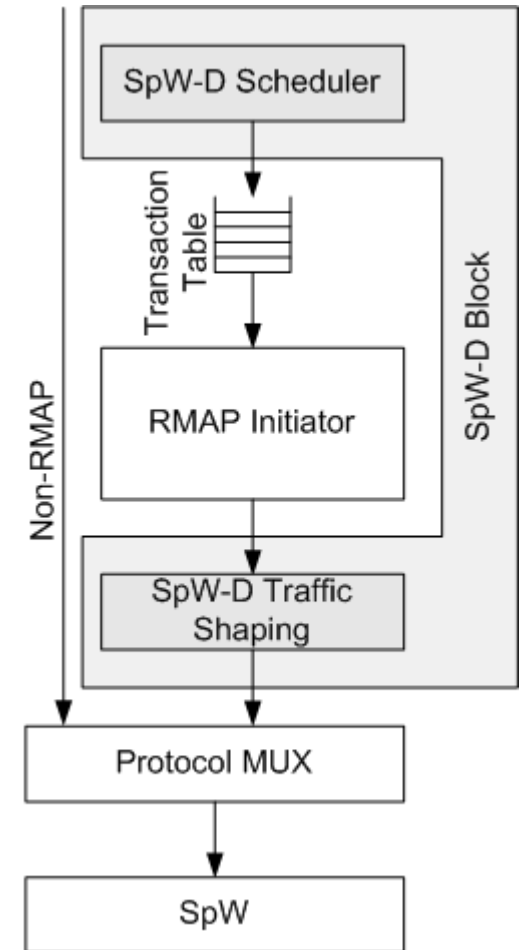 SpW-D Scheduler
Transaction
Table
SpW-D Block
RMAP Initiator
Non-RMAP
SpW-D Traffic
Shaping
Protocol MUX
SpW